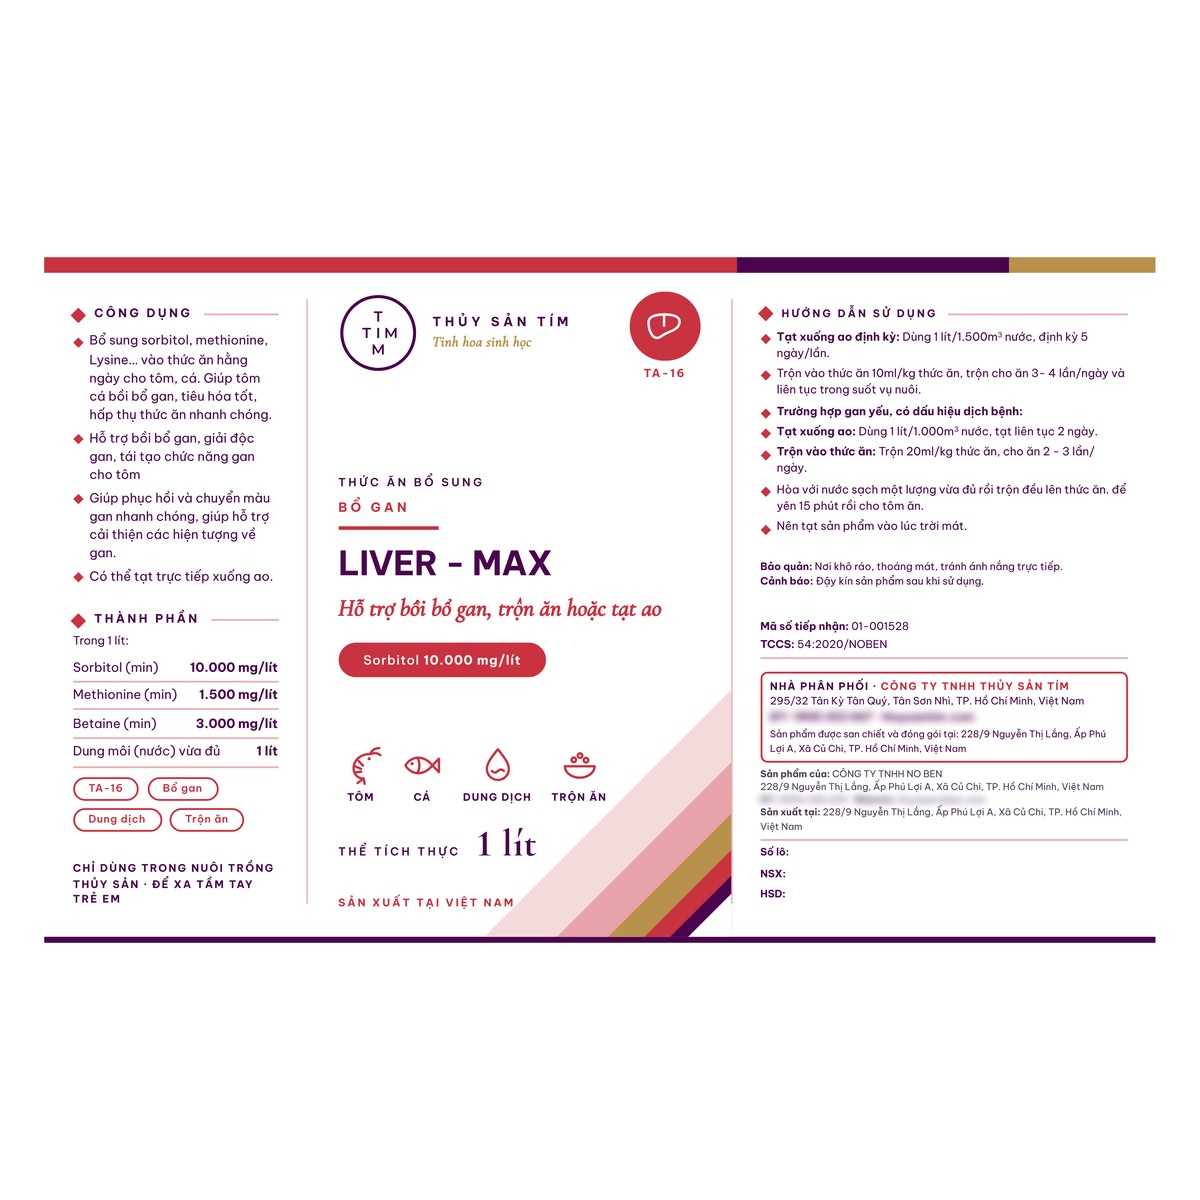 CÔNG DỤNG
Bổ sung sorbitol, methionine,
Lysine... vào thức ăn hằng
ngày cho tôm, cá. Giúp tôm
cá bồi bổ gan, tiêu hóa tốt,
hấp thụ thức ăn nhanh chóng.
Hỗ trợ bồi bổ gan, giải độc
gan, tái tạo chức năng gan
cho tôm
Giúp phục hồi và chuyển màu
gan nhanh chóng, giúp hỗ trợ
cải thiện các hiện tượng về
gan.
Có thể tạt trực tiếp xuống ao.
THÀNH PHẦN
Trong 1 lít:
Sorbitol (min) 10.000 mg/lít
Methionine (min) 1.500 mg/lít
Betaine (min) 3.000 mg/lít
Dung môi (nước) vừa đủ 1 lít
TA-16 Bổ gan
Dung dịch Trộn ăn
CHỈ DÙNG TRONG NUÔI TRỒNG
THỦY SẢN · ĐỂ XA TẦM TAY
TRẺ EM
T
TIM
M
THỦY SẢN TÍM
Tinh hoa sinh học
TA-16
THỨC ĂN BỔ SUNG
BỔ GAN
LIVER - MAX
Hỗ trợ bồi bổ gan, trộn ăn hoặc tạt ao
Sorbitol 10.000 mg/lít
TÔM CÁ DUNG DỊCH TRỘN ĂN
THỂ TÍCH THỰC 1 lít
SẢN XUẤT TẠI VIỆT NAM
HƯỚNG DẪN SỬ DỤNG
Tạt xuống ao định kỳ: Dùng 1 lít/1.500m³ nước, định kỳ 5
ngày/lần.
Trộn vào thức ăn 10ml/kg thức ăn, trộn cho ăn 3- 4 lần/ngày và
liên tục trong suốt vụ nuôi.
Trường hợp gan yếu, có dấu hiệu dịch bệnh:
Tạt xuống ao: Dùng 1 lít/1.000m³ nước, tạt liên tục 2 ngày.
Trộn vào thức ăn: Trộn 20ml/kg thức ăn, cho ăn 2 - 3 lần/
ngày.
Hòa với nước sạch một lượng vừa đủ rồi trộn đều lên thức ăn. để
yên 15 phút rồi cho tôm ăn.
Nên tạt sản phẩm vào lúc trời mát.
Bảo quản: Nơi khô ráo, thoáng mát, tránh ánh nắng trực tiếp.
Cảnh báo: Đậy kín sản phẩm sau khi sử dụng.
Mã số tiếp nhận: 01-001528
TCCS: 54:2020/NOBEN
NHÀ PHÂN PHỐI · CÔNG TY TNHH THỦY SẢN TÍM
295/32 Tân Kỳ Tân Quý, Tân Sơn Nhì, TP. Hồ Chí Minh, Việt Nam
Sản phẩm được san chiết và đóng gói tại: 228/9 Nguyễn Thị Lắng, Ấp Phú
Lợi A, Xã Củ Chi, TP. Hồ Chí Minh, Việt Nam
Sản phẩm của: CÔNG TY TNHH NO BEN
228/9 Nguyễn Thị Lắng, Ấp Phú Lợi A, Xã Củ Chi, TP. Hồ Chí Minh, Việt Nam
Sản xuất tại: 228/9 Nguyễn Thị Lắng, Ấp Phú Lợi A, Xã Củ Chi, TP. Hồ Chí Minh,
Việt Nam
Số lô:
NSX:
HSD: